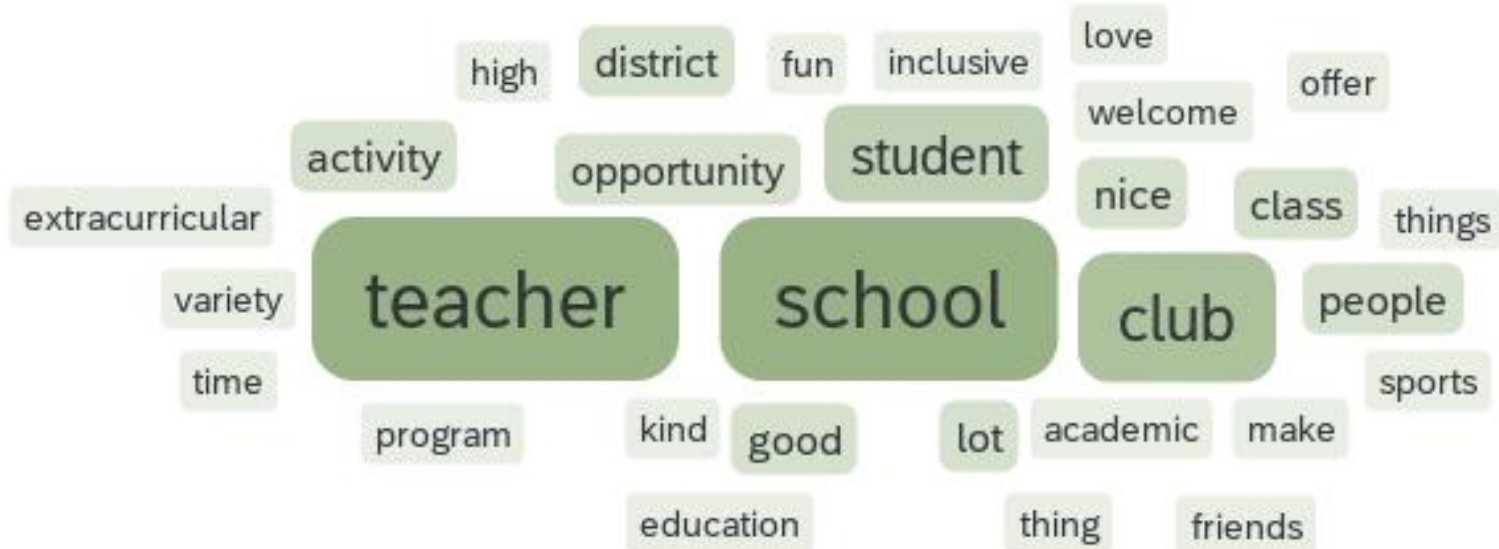 love
high
district
fun
inclusive
offer
welcome
activity
opportunity
student
nice
class
things
extracurricular
teacher
school
club
variety
people
time
sports
program
kind
good
lot
academic
make
education
thing
friends